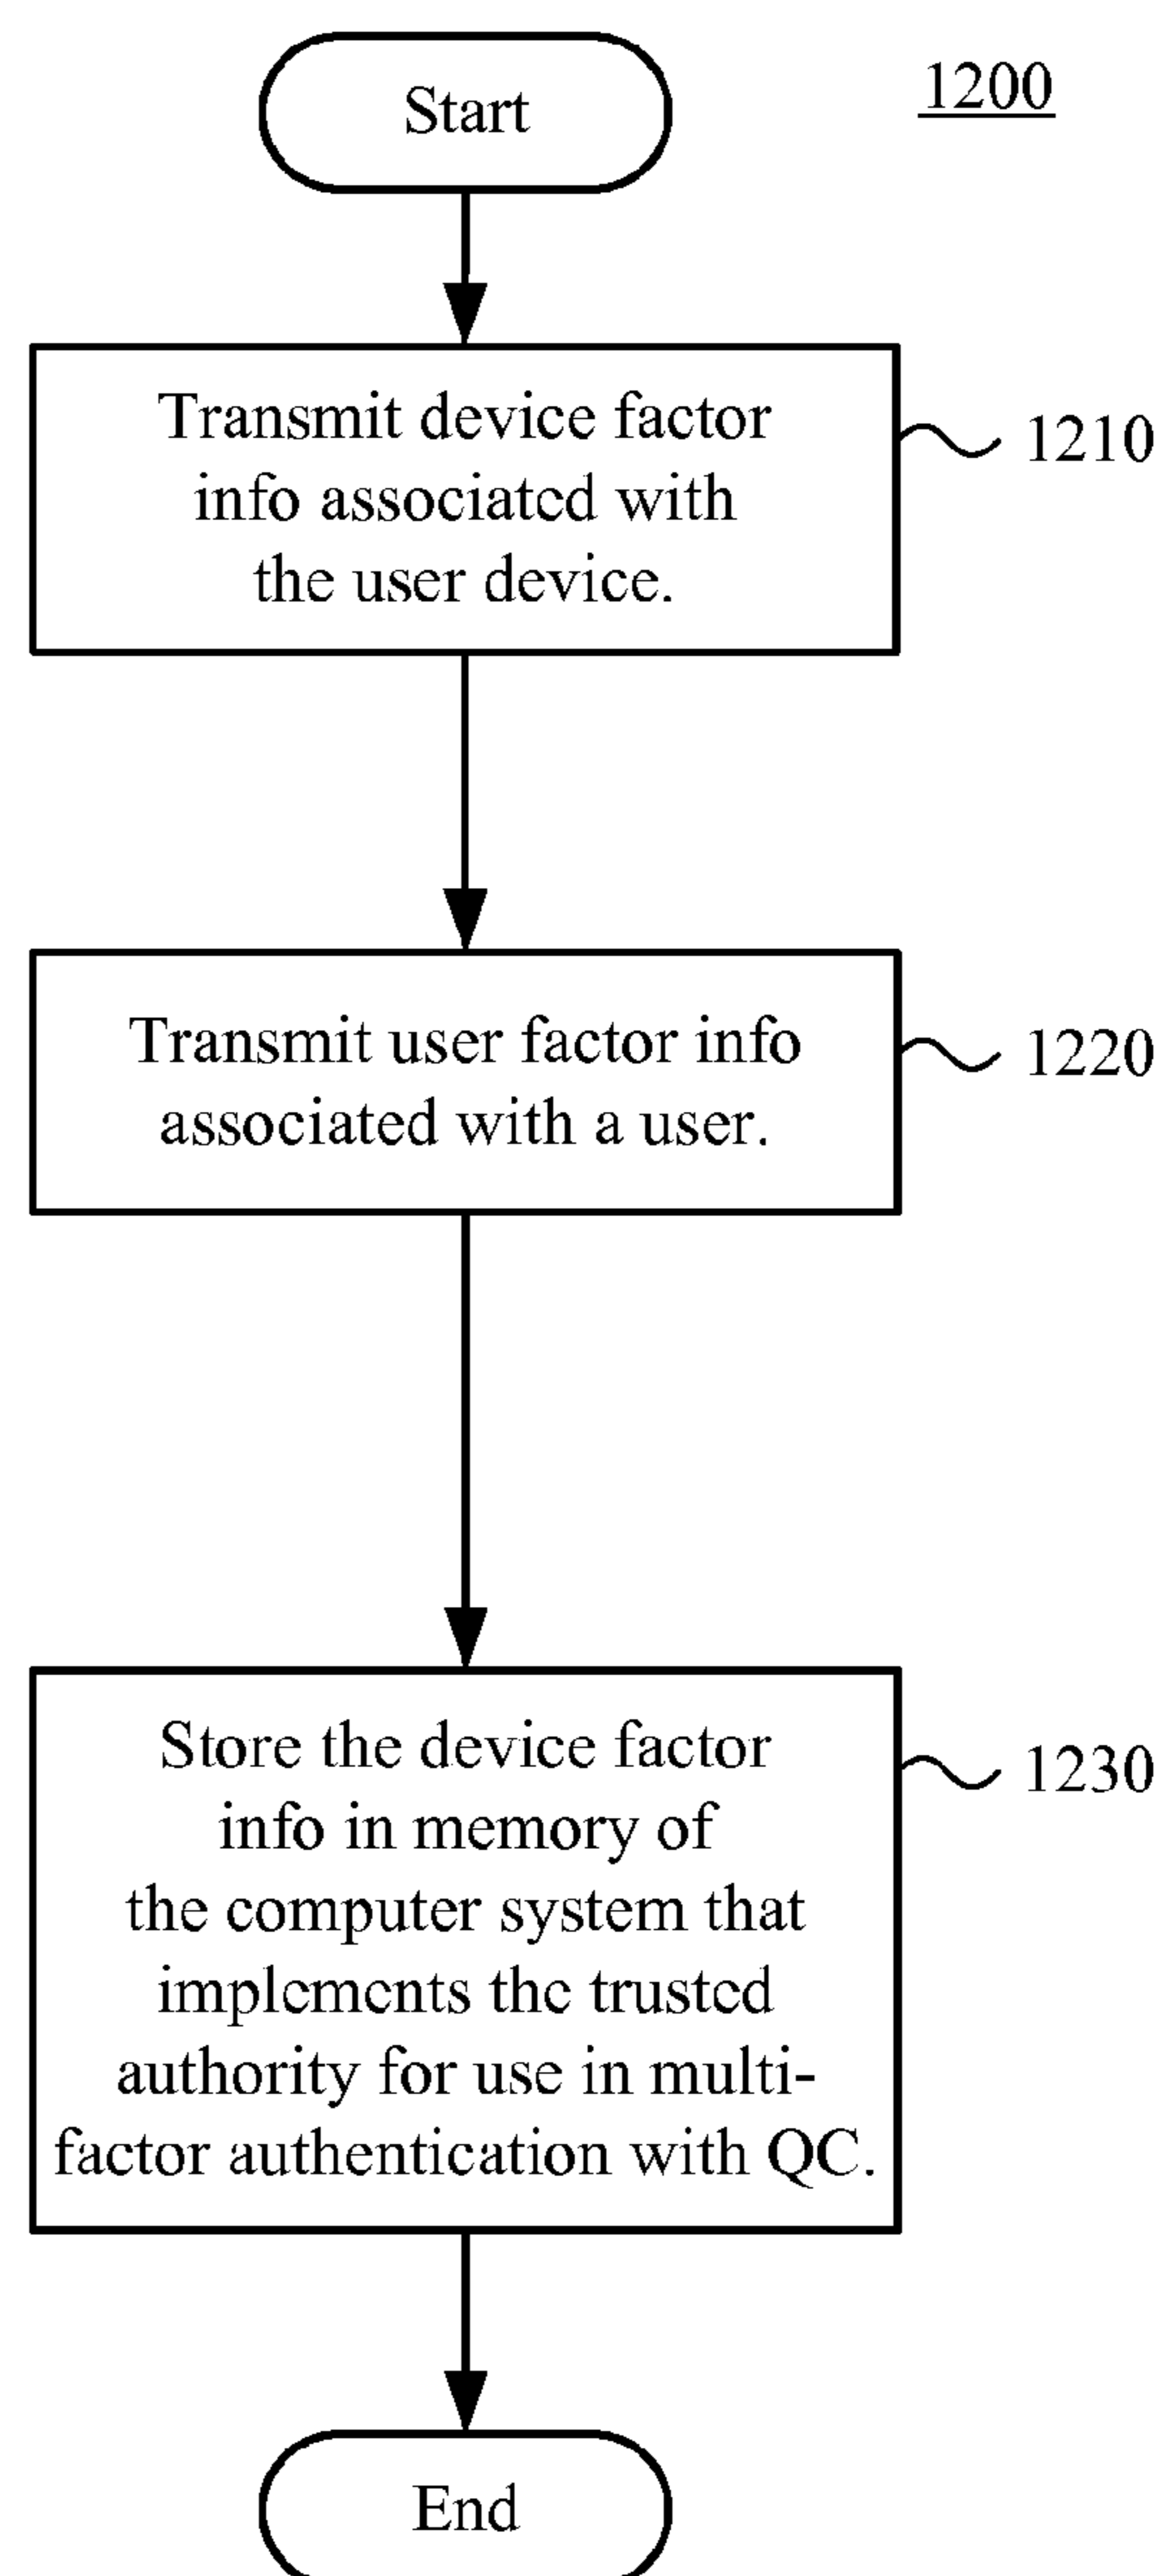 Start
1200
Transmit device factor
info associated with
the user device.
1210
Transmit user factor info
associated with a user.
1220
Store the device factor
info in memory of
the computer system that
implements the trusted
authority for use in multi-
factor authentication with QC.
1230
End